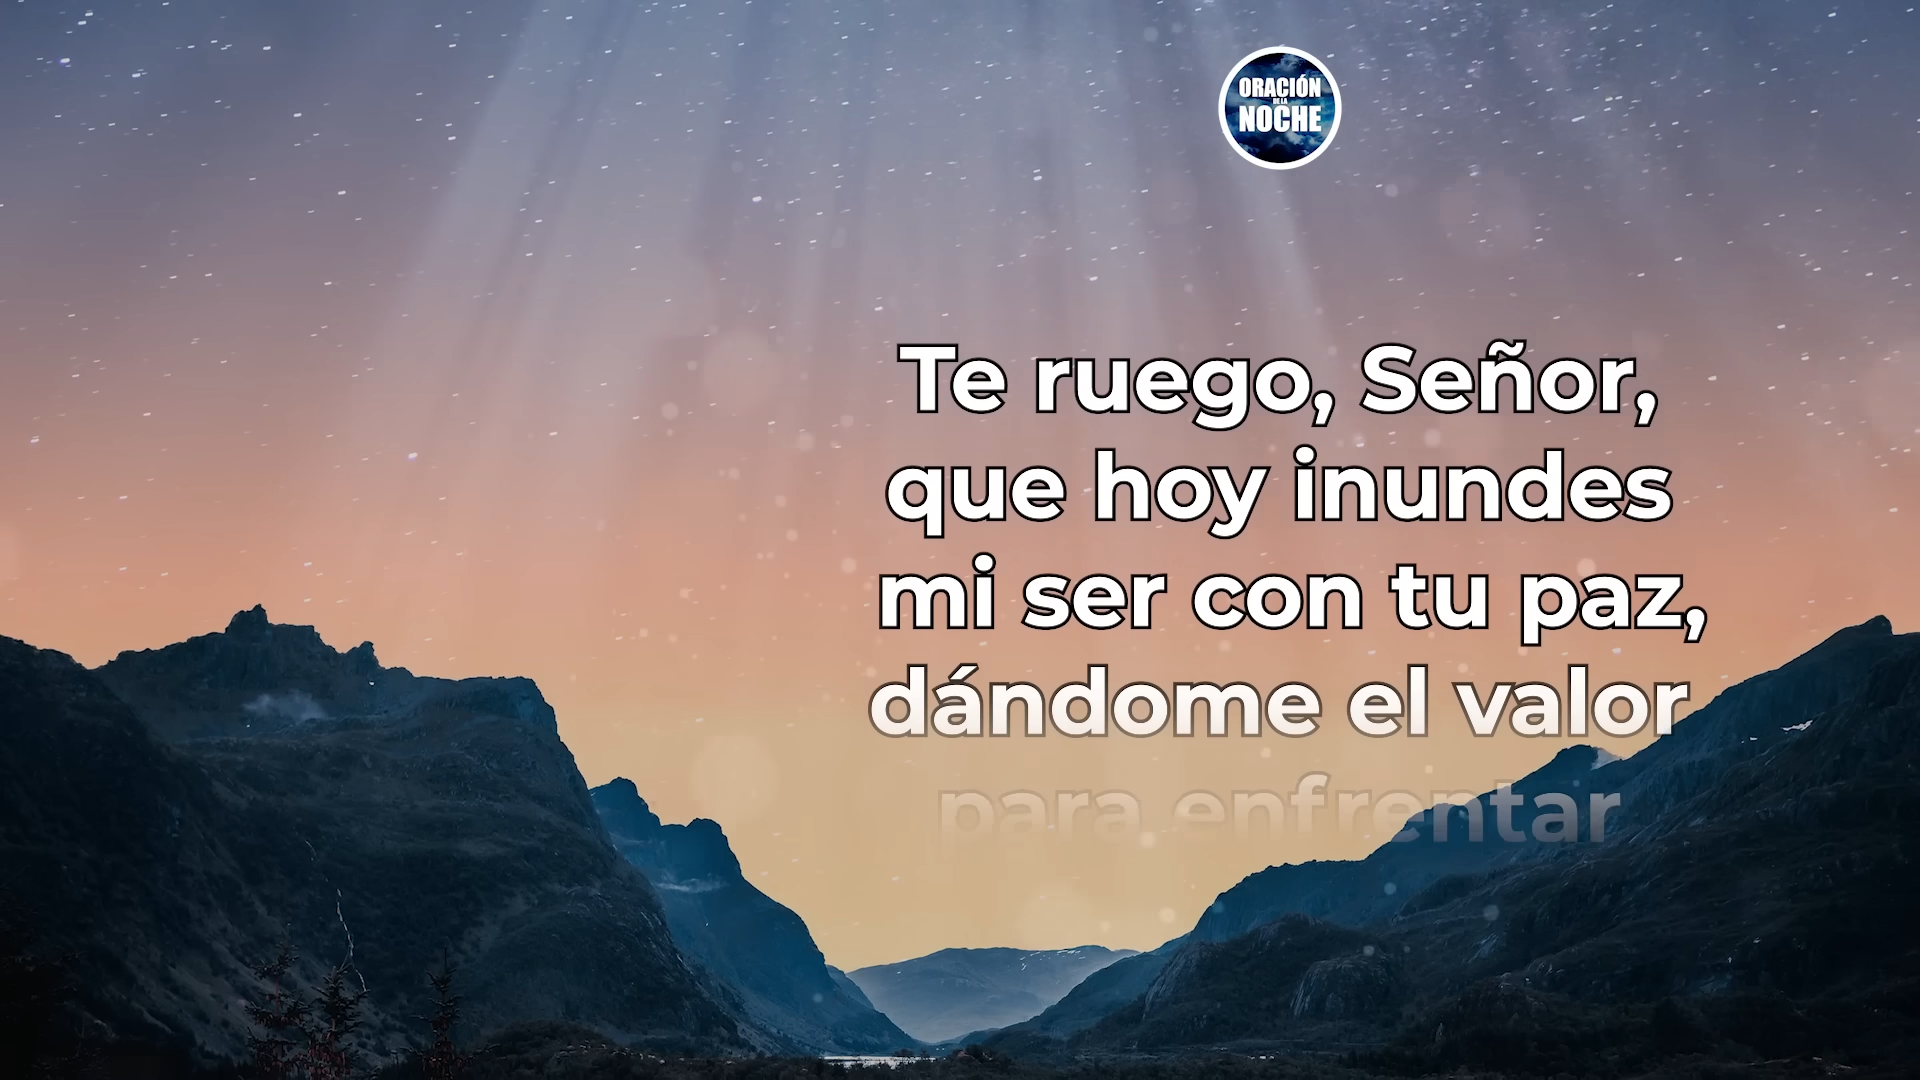 ORACIÓN
DE LA
NOCHE
Te ruego, Señor,
que hoy inundes
mi ser con tu paz,
dándome el valor
para enfrentar